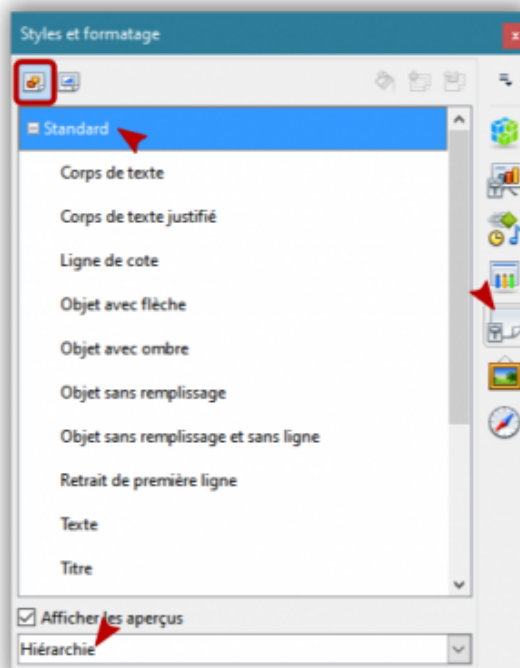 Styles et formatage
Standard
Corps de texte
Corps de texte justifié
Ligne de cote
Objet avec flèche
Objet avec ombre
Objet sans remplissage
Objet sans remplissage et sans ligne
Retrait de première ligne
Texte
Titre
Afficher les aperçus
Hiérarchie